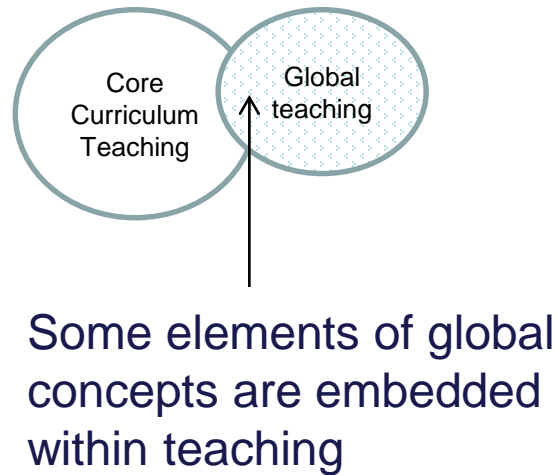 Core
Curriculum
Teaching
Global
teaching
Some elements of global
concepts are embedded
within teaching